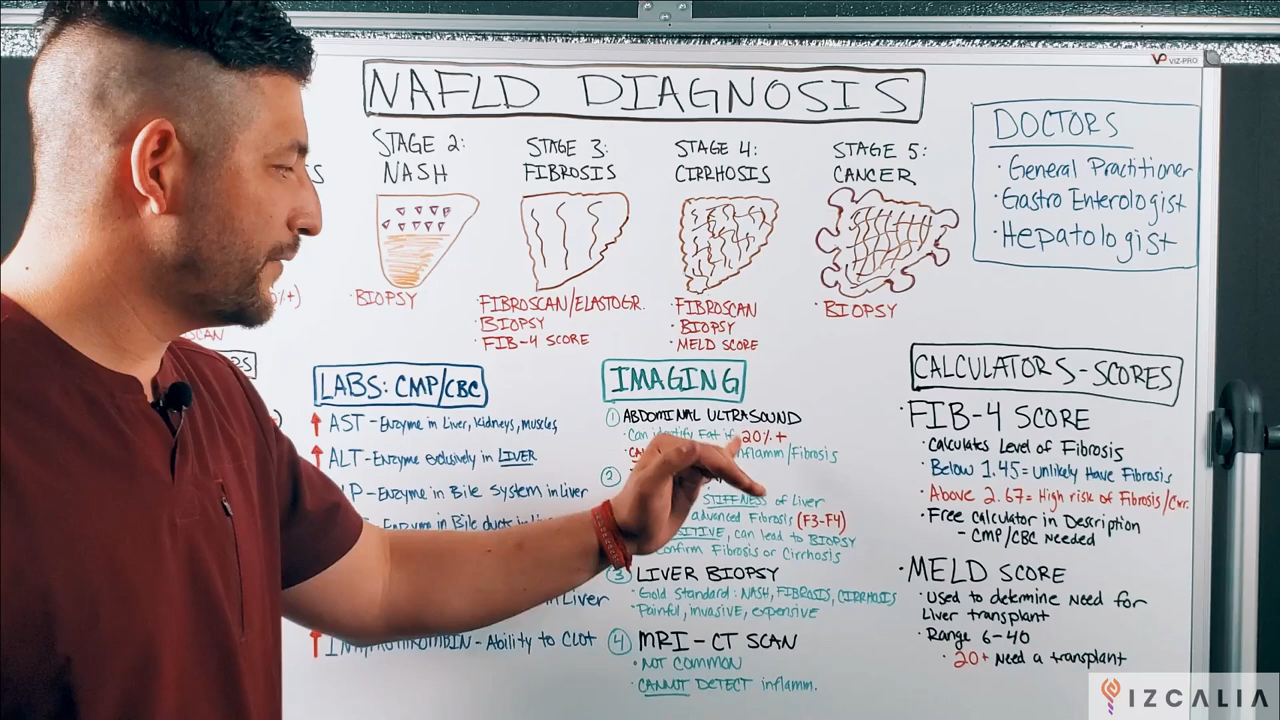 VIZ-PRO
NAFLD DIAGNOSIS
STAGE 2:
NASH
BIOPSY
STAGE 3:
FIBROSIS
FIBROSCAN/ELASTOGR.
BIOPSY
FIB-4 SCORE
STAGE 4:
CIRRHOSIS
FIBROSCAN
BIOPSY
MELD SCORE
STAGE 5:
CANCER
BIOPSY
DOCTORS
General Practitioner
Gastro Enterologist
Hepatologist
LABS: CMP/CBC
AST - Enzyme in Liver, Kidneys, muscles,
ALT - Enzyme exclusively in LIVER
Enzyme in Bile System in Liver
Enzyme in Bile ducts in
in Liver
Ability to CLOT
IMAGING
1 ABDOMINAL ULTRASOUND
Can identify Fat if 20% +
/Fibrosis
2
STIFFNESS of Liver
advanced Fibrosis (F3-F4)
can lead to BIOPSY
Fibrosis or Cirrhosis
3 LIVER BIOPSY
Gold Standard: NASH, FIBROSIS, CIRRHOSIS
Painful, invasive, expensive
4 MRI - CT SCAN
NOT COMMON
CANNOT DETECT inflamm.
CALCULATORS - SCORES
FIB-4 SCORE
Calculates Level of Fibrosis
Below 1.45 = Unlikely Have Fibrosis
Above 2.67 = High risk of Fibrosis/Cirr.
Free Calculator in Description
- CMP/CBC Needed
MELD SCORE
Used to determine need for
Liver transplant
Range 6-40
20+ Need a transplant
IZCALIA